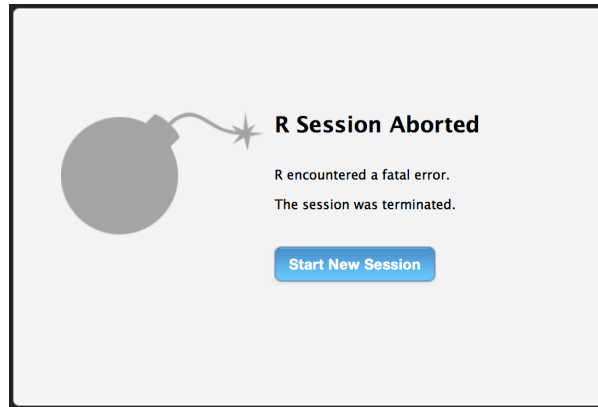 R Session Aborted
R encountered a fatal error.
The session was terminated.
Start New Session